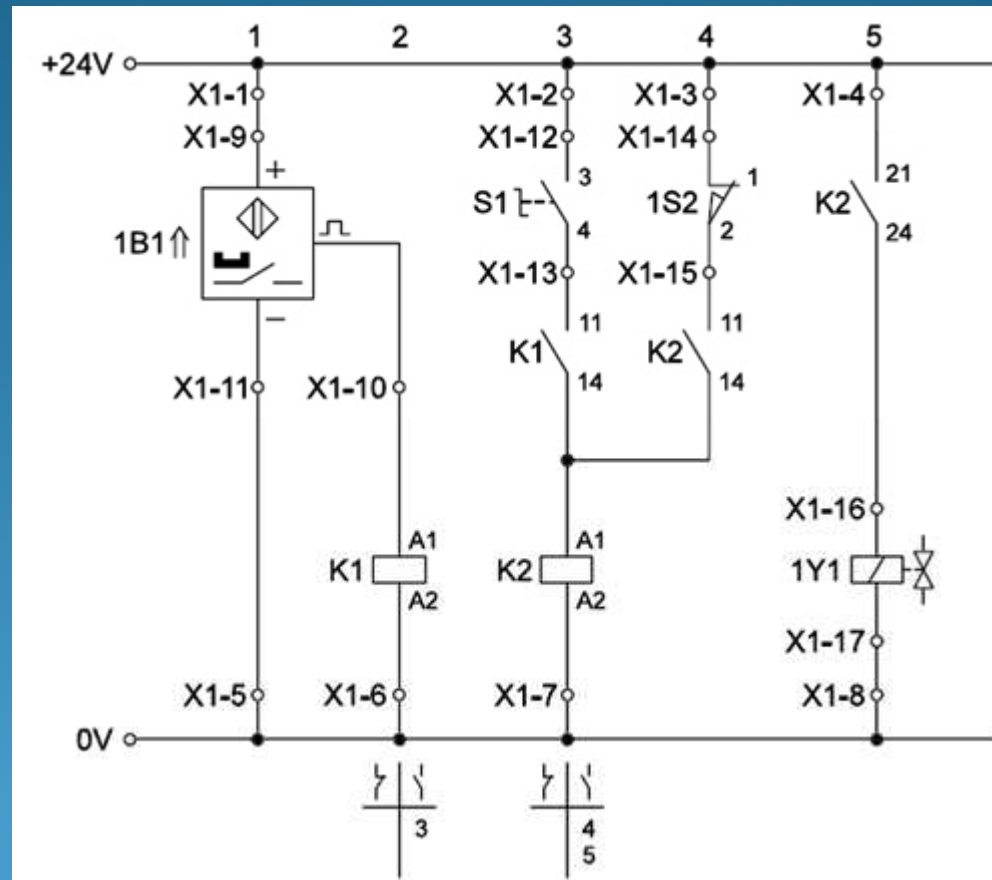 1 2 3 4 5
+24V
X1-1 X1-2 X1-3 X1-4
X1-9 X1-12 X1-14
+ 3 1 21
S1 1S2 K2
1B1 4 2 24
X1-13 X1-15
− 11 11
K1 K2
X1-11 X1-10 14 14
X1-16
A1 A1
K1 K2 1Y1
A2 A2
X1-17
X1-5 X1-6 X1-7 X1-8
0V
3 4
5